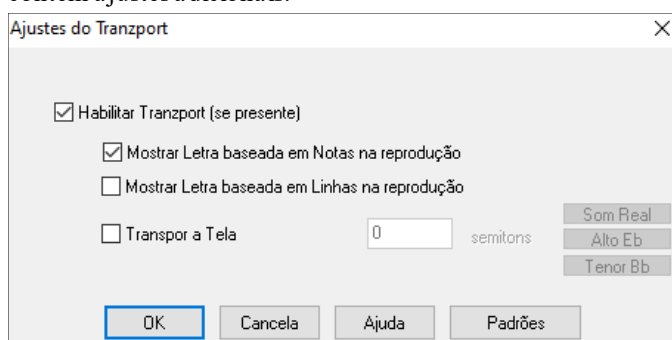 Ajustes do Tranzport
Habilitar Tranzport (se presente)
Mostrar Letra baseada em Notas na reprodução
Mostrar Letra baseada em Linhas na reprodução
Transpor a Tela
0
semitons
Som Real
Alto Eb
Tenor Bb
OK
Cancela
Ajuda
Padrões